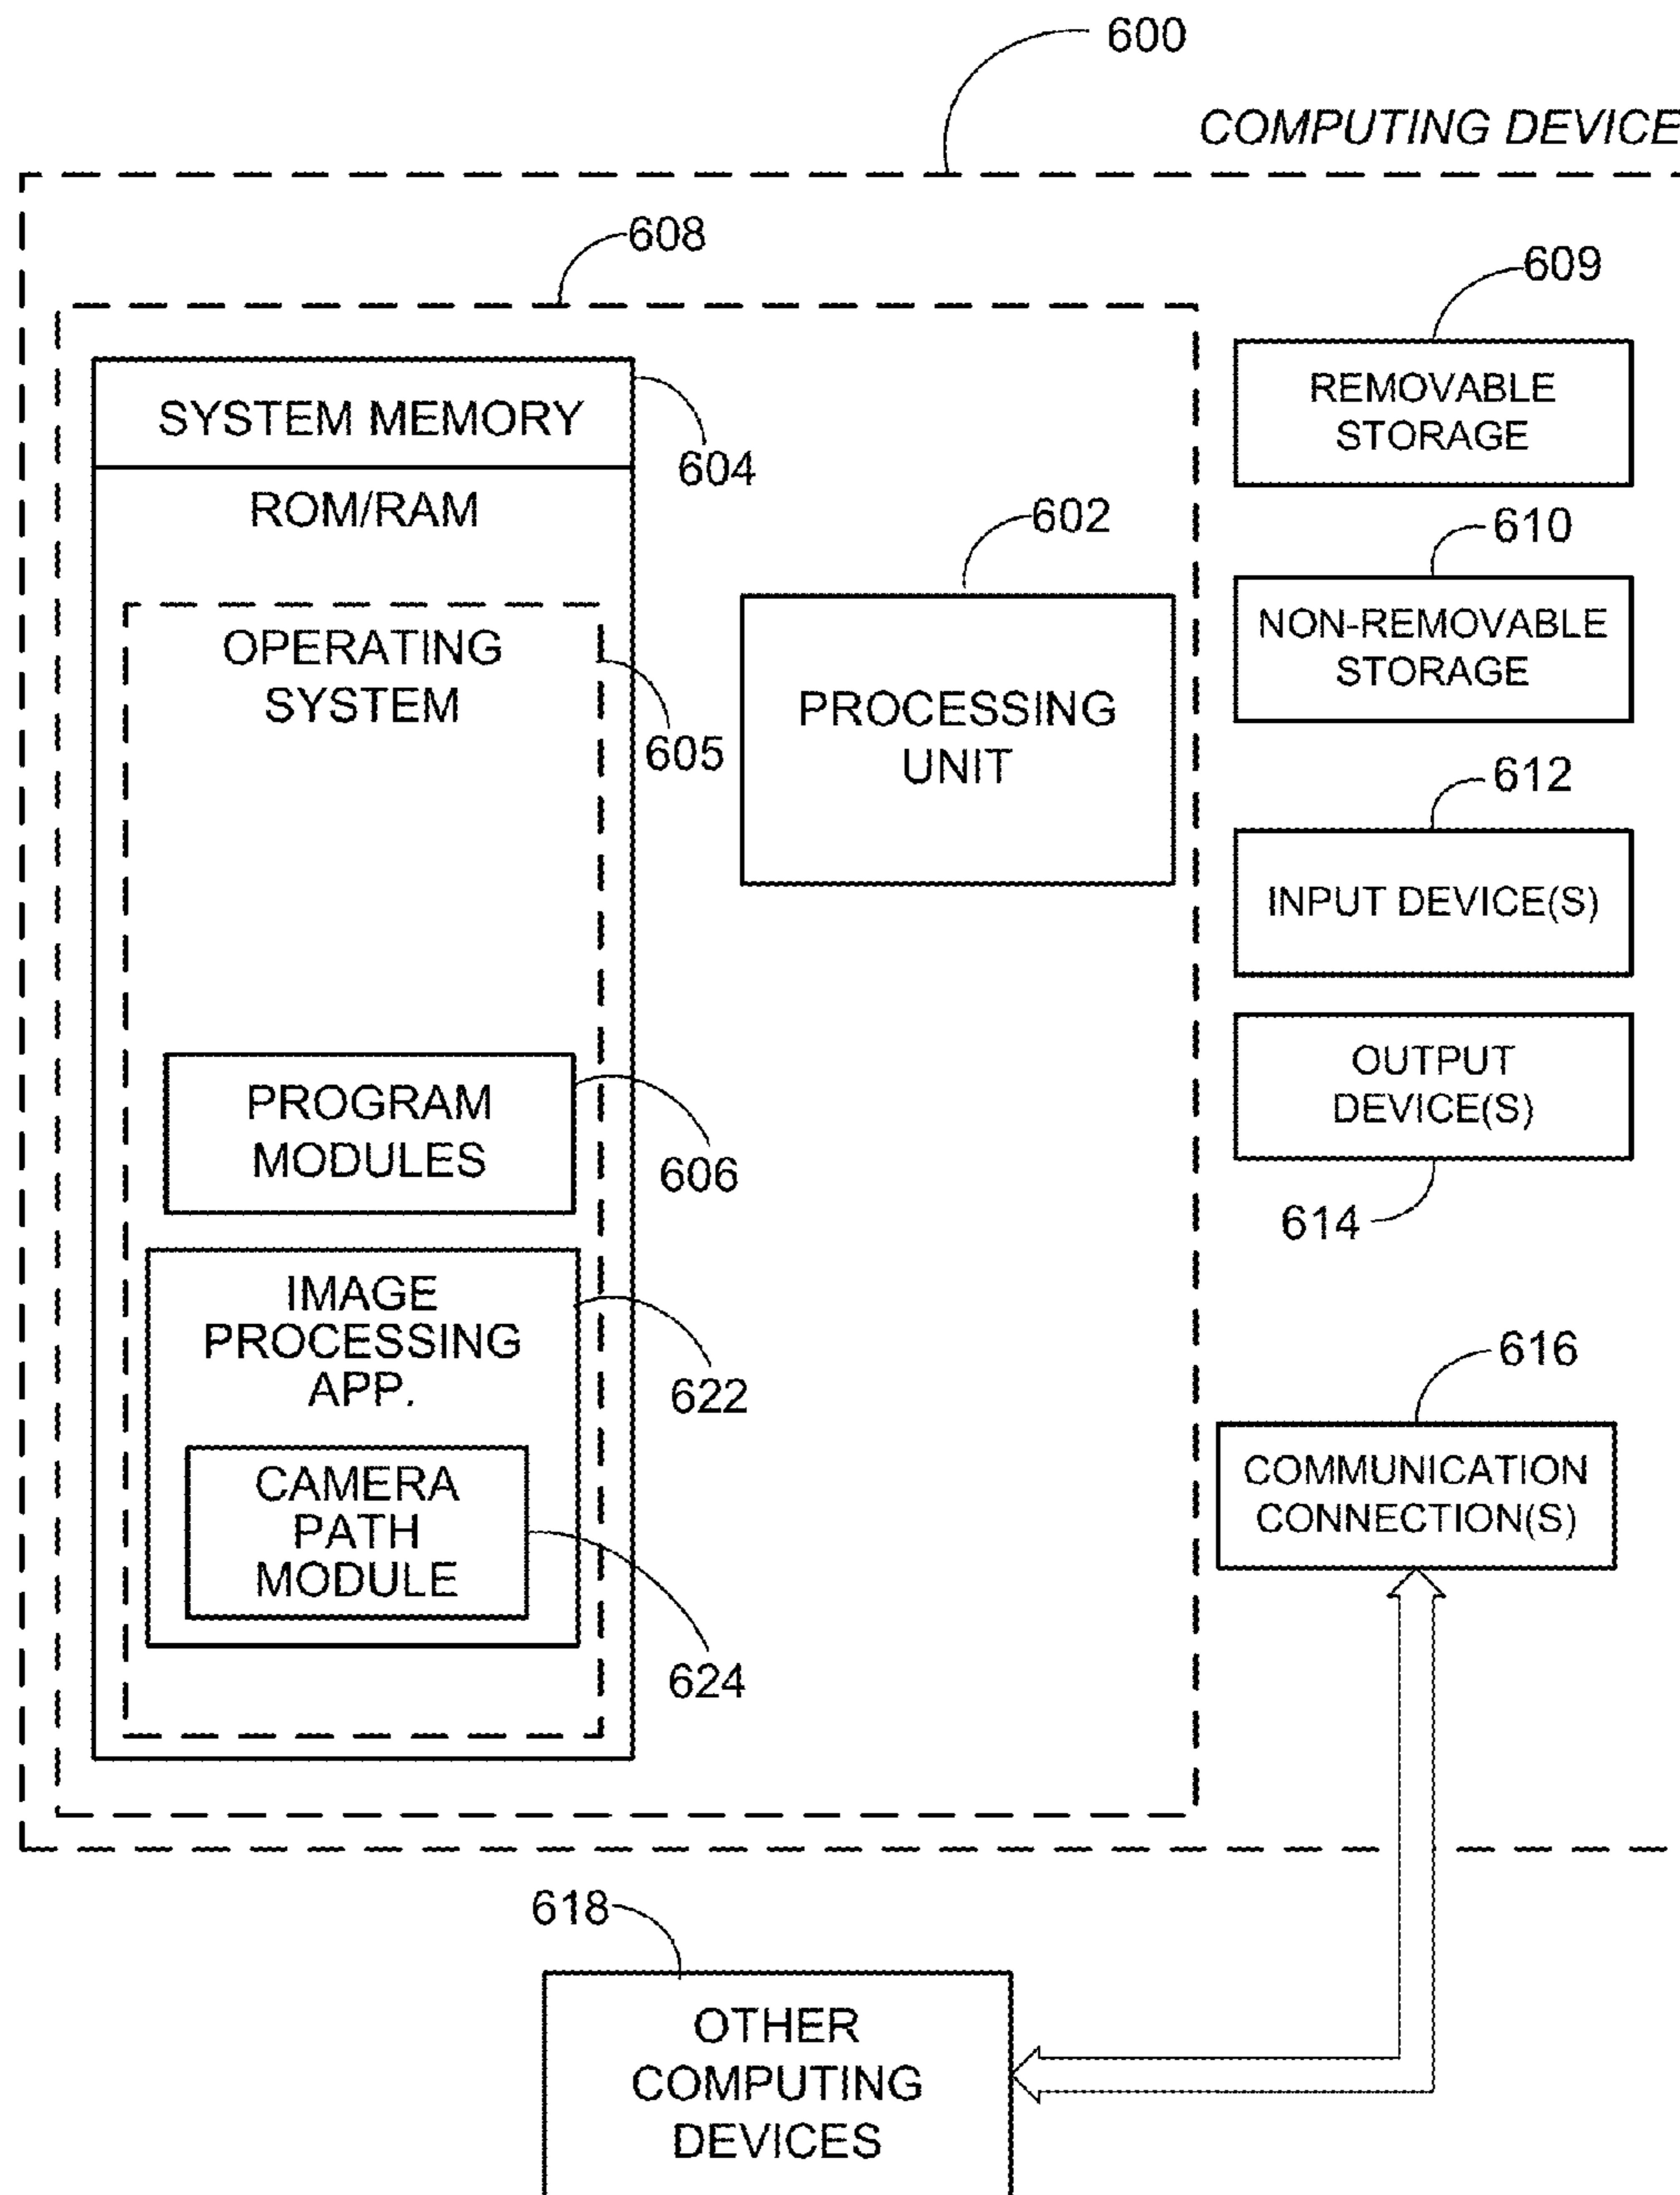 600
COMPUTING DEVICE
608
609
SYSTEM MEMORY
604
REMOVABLE
STORAGE
ROM/RAM
602
610
OPERATING
SYSTEM
605
PROCESSING
UNIT
NON-REMOVABLE
STORAGE
612
INPUT DEVICE(S)
PROGRAM
MODULES
606
OUTPUT
DEVICE(S)
614
IMAGE
PROCESSING
APP.
622
616
CAMERA
PATH
MODULE
624
COMMUNICATION
CONNECTION(S)
618
OTHER
COMPUTING
DEVICES